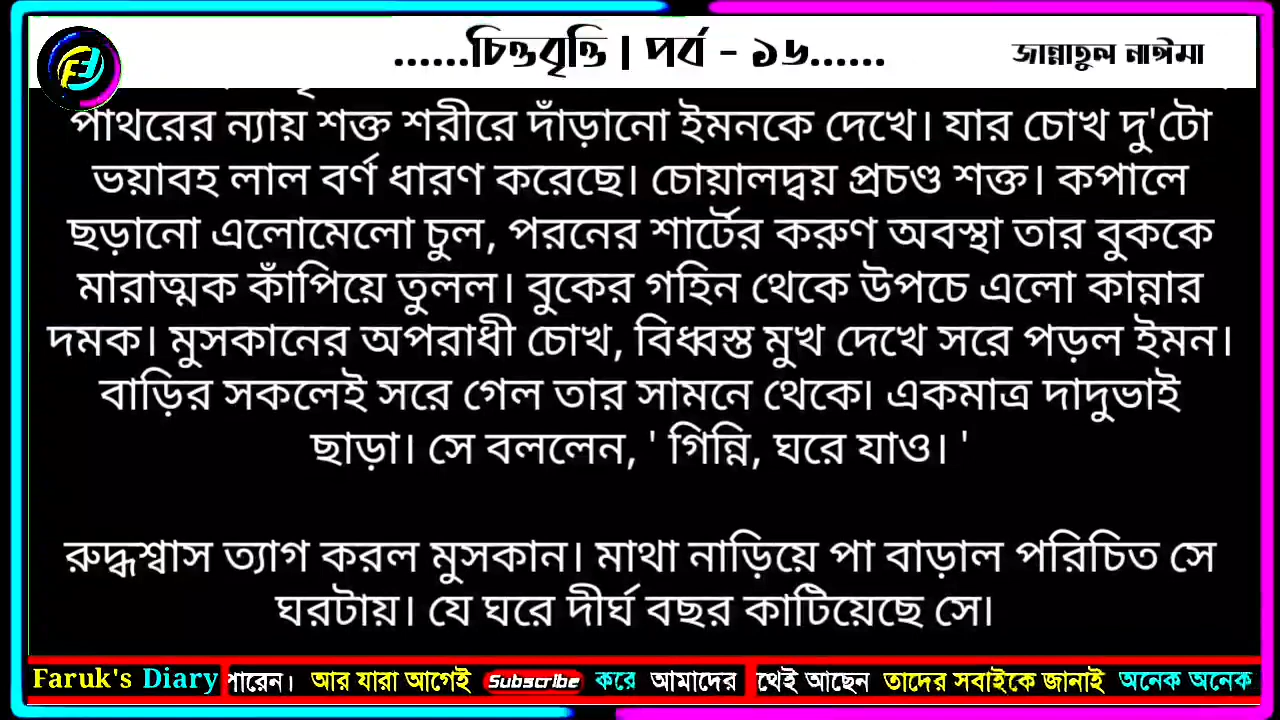 ......চিত্তবৃত্তি | পর্ব - ১৬......
জান্নাতুল নাঈমা
পাথরের ন্যায় শক্ত শরীরে দাঁড়ানো ইমনকে দেখে। যার চোখ দু'টো
ভয়াবহ লাল বর্ণ ধারণ করেছে। চোয়ালদ্বয় প্রচণ্ড শক্ত। কপালে
ছড়ানো এলোমেলো চুল, পরনের শার্টের করুণ অবস্থা তার বুককে
মারাত্মক কাঁপিয়ে তুলল। বুকের গহিন থেকে উপচে এলো কান্নার
দমক। মুসকানের অপরাধী চোখ, বিধ্বস্ত মুখ দেখে সরে পড়ল ইমন।
বাড়ির সকলেই সরে গেল তার সামনে থেকে। একমাত্র দাদুভাই
ছাড়া। সে বললেন, ' গিন্নি, ঘরে যাও। '
রুদ্ধশ্বাস ত্যাগ করল মুসকান। মাথা নাড়িয়ে পা বাড়াল পরিচিত সে
ঘরটায়। যে ঘরে দীর্ঘ বছর কাটিয়েছে সে।
Faruk's Diary পারেন। আর যারা আগেই Subscribe করে আমাদের থেই আছেন তাদের সবাইকে জানাই অনেক অনেক